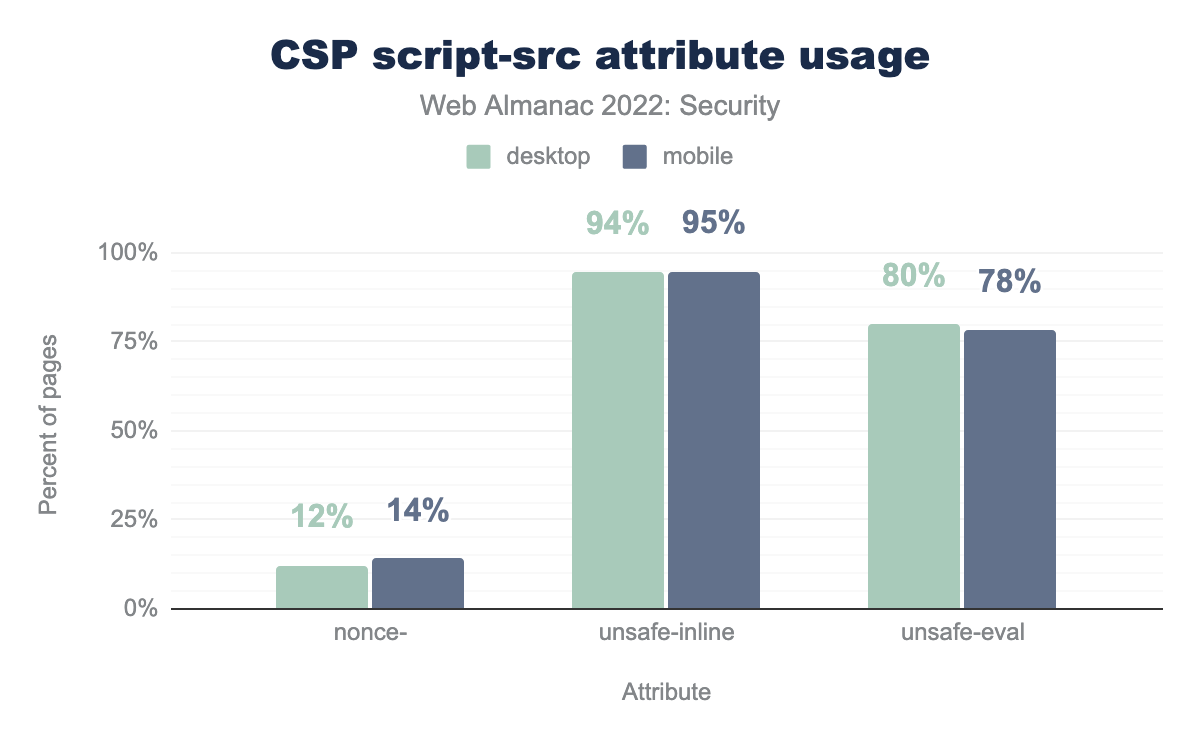 CSP script-src attribute usage
Web Almanac 2022: Security
desktop mobile
94% 95%
100%
80% 78%
75%
Percent of pages
50%
12% 14%
25%
0%
nonce- unsafe-inline unsafe-eval
Attribute